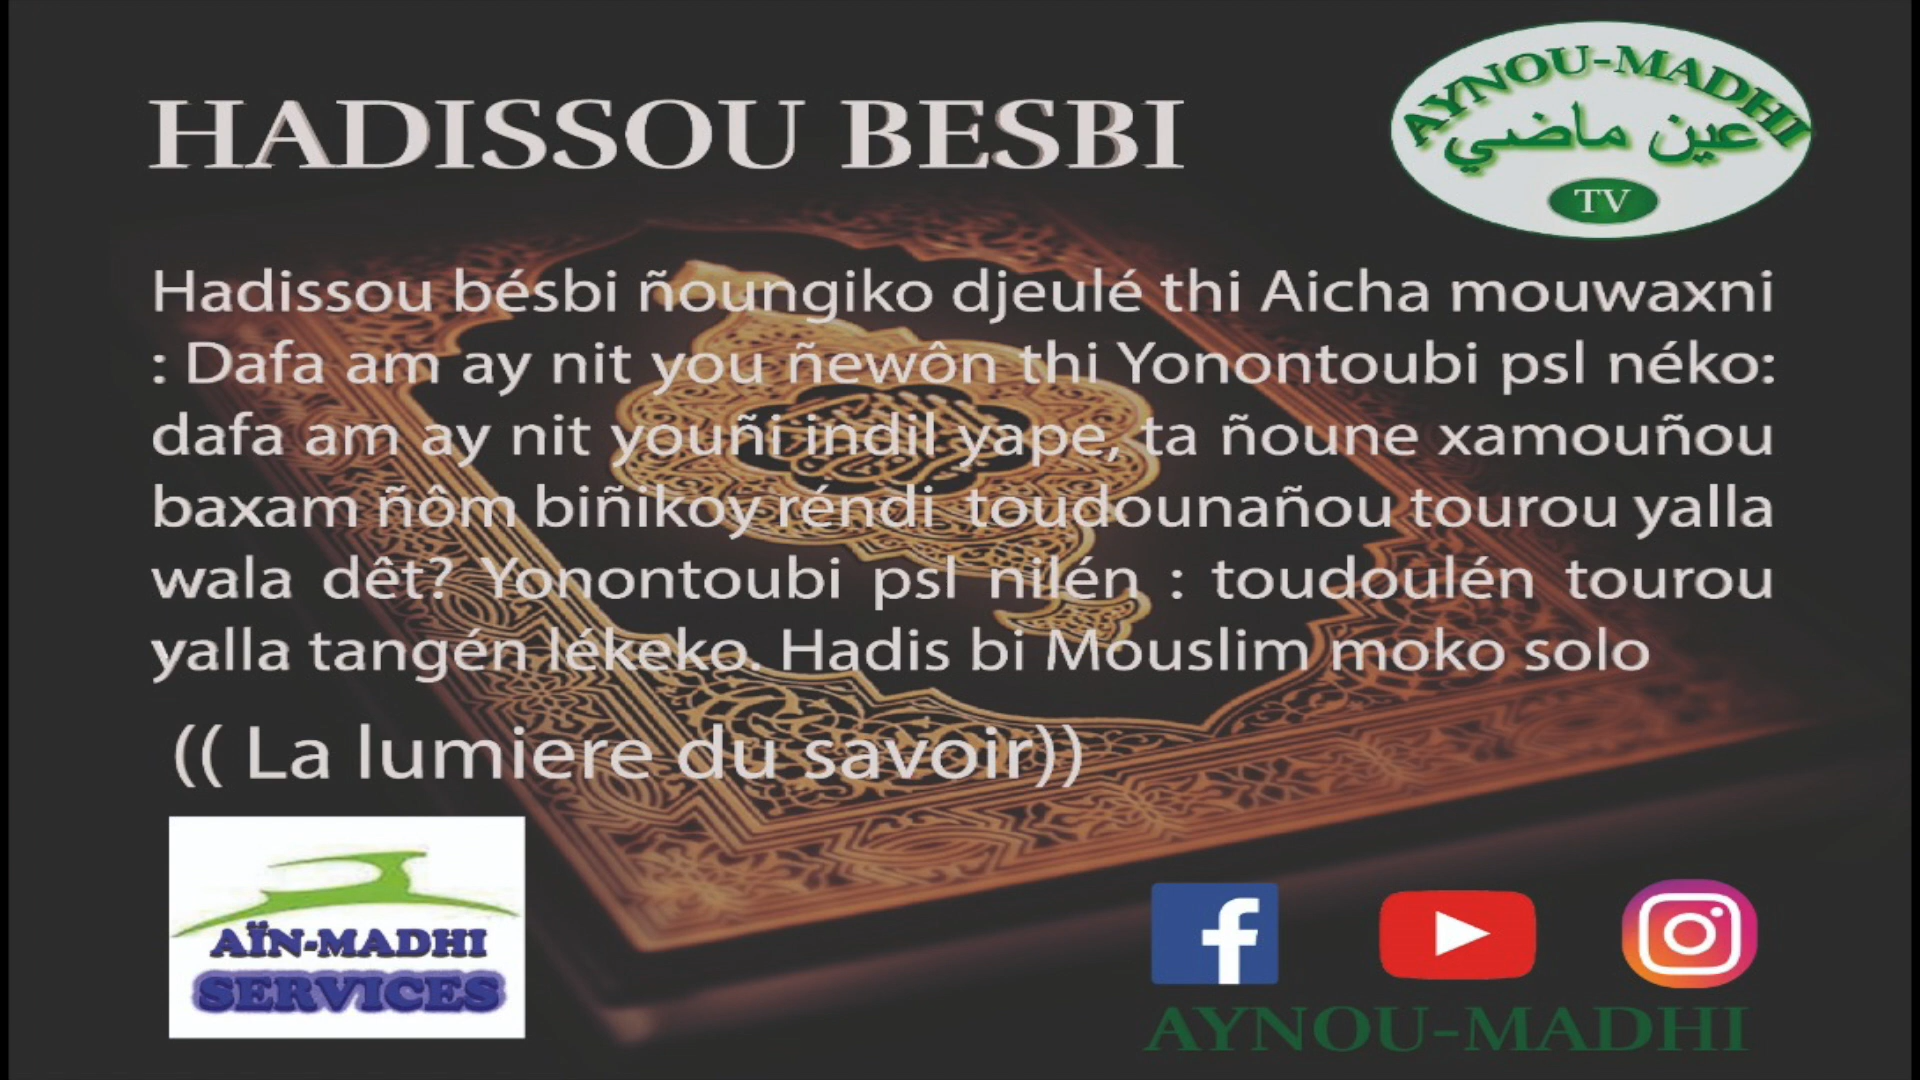 HADISSOU BESBI
AYNOU-MADHI
عين ماضي
TV
Hadissou bésbi ñoungiko djeulé thi Aicha mouwaxni
: Dafa am ay nit you ñewôn thi Yonontoubi psl néko:
dafa am ay nit youñi indil yape, ta ñoune xamouñou
baxam ñôm biñikoy réndi toudounañou tourou yalla
wala dêt? Yonontoubi psl nilén : toudoulén tourou
yalla tangén lékeko. Hadis bi Mouslim moko solo
(( La lumiere du savoir))
AÏN-MADHI
SERVICES
AYNOU-MADHI